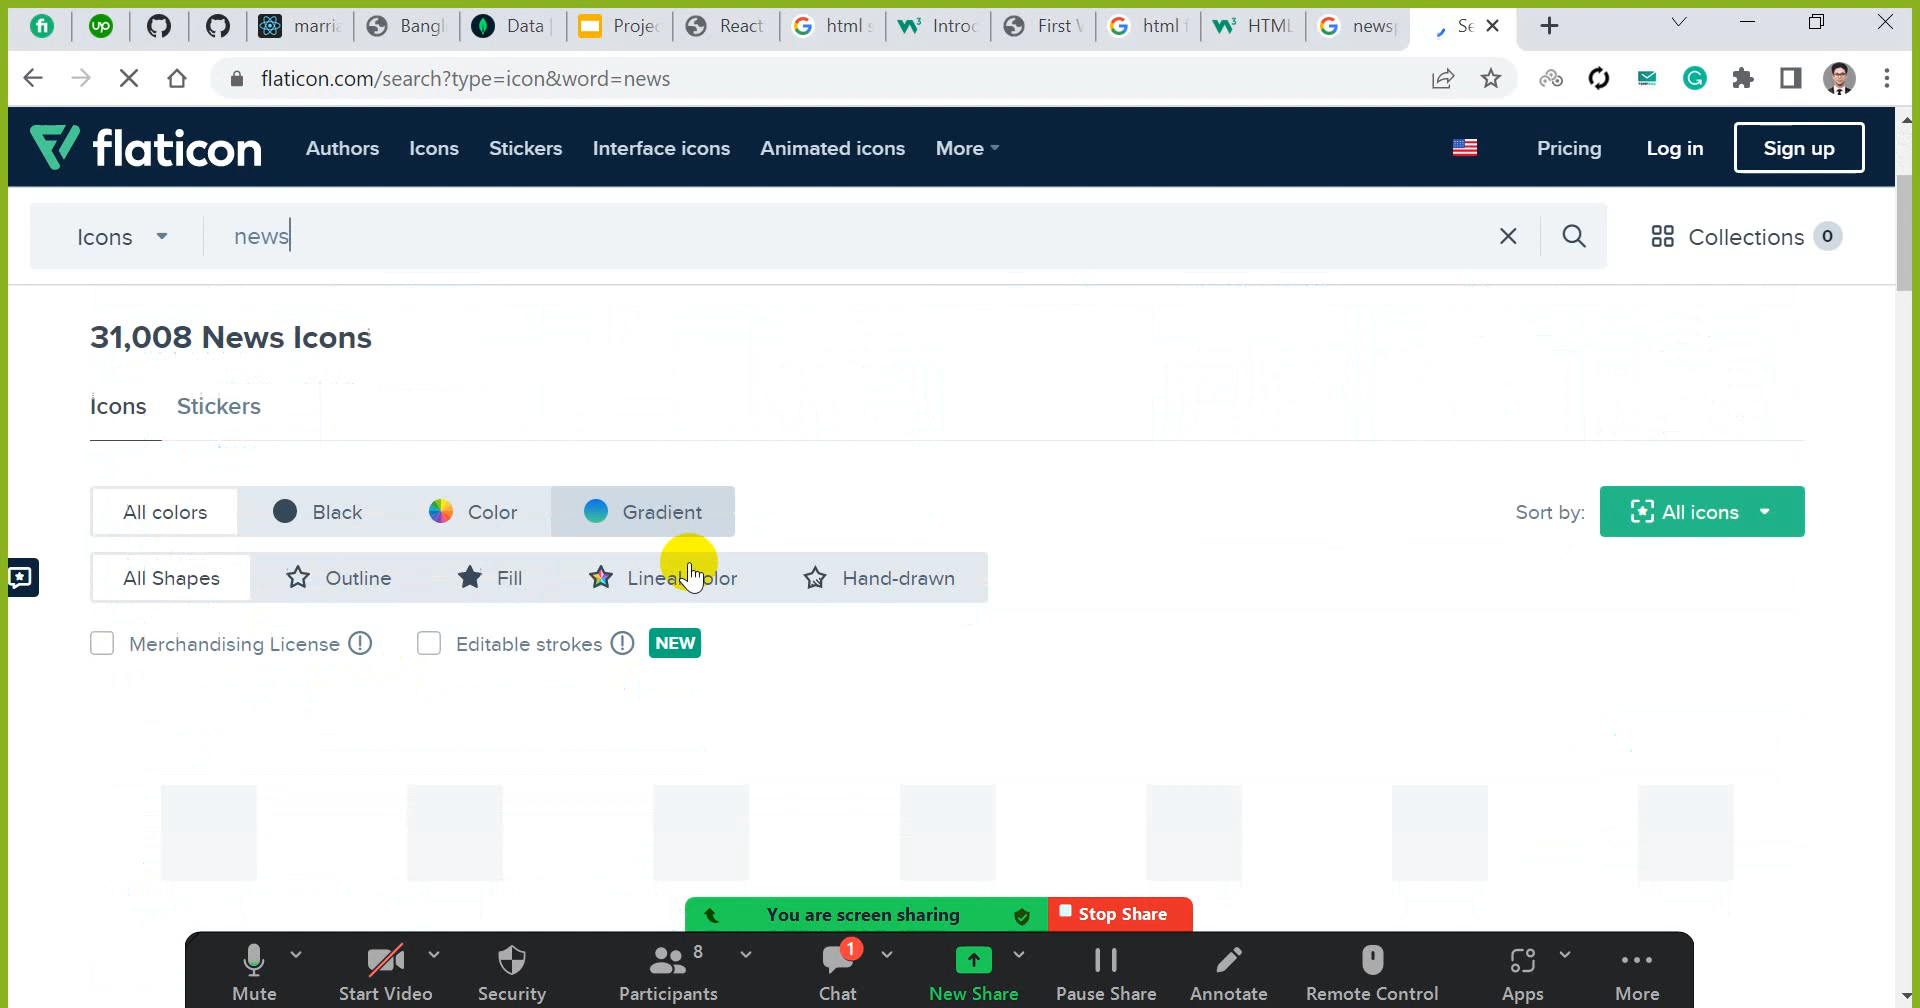 marri
Bangl
Data
Projec
React
html s
Introc
First
html f
HTML
newsp
Se
flaticon.com/search?type=icon&word=news
flaticon
Authors
Icons
Stickers
Interface icons
Animated icons
More
Pricing
Log in
Sign up
Icons
news
Collections
0
31,008 News Icons
Icons
Stickers
All colors
Black
Color
Gradient
Sort by:
All icons
All Shapes
Outline
Fill
Hand-drawn
Merchandising License
Editable strokes
NEW
You are screen sharing
Stop Share
8
1
Mute
Start Video
Security
Participants
Chat
New Share
Pause Share
Annotate
Remote Control
Apps
More